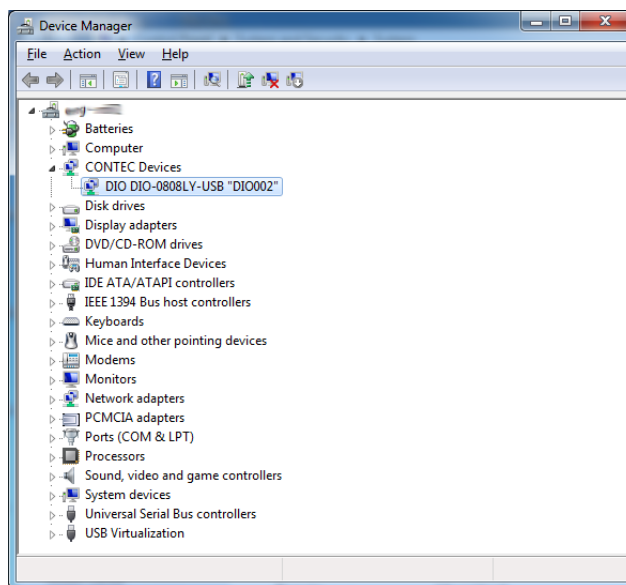 Device Manager
File Action View Help
Batteries
Computer
CONTEC Devices
DIO DIO-0808LY-USB "DIO002"
Disk drives
Display adapters
DVD/CD-ROM drives
Human Interface Devices
IDE ATA/ATAPI controllers
IEEE 1394 Bus host controllers
Keyboards
Mice and other pointing devices
Modems
Monitors
Network adapters
PCMCIA adapters
Ports (COM & LPT)
Processors
Sound, video and game controllers
System devices
Universal Serial Bus controllers
USB Virtualization